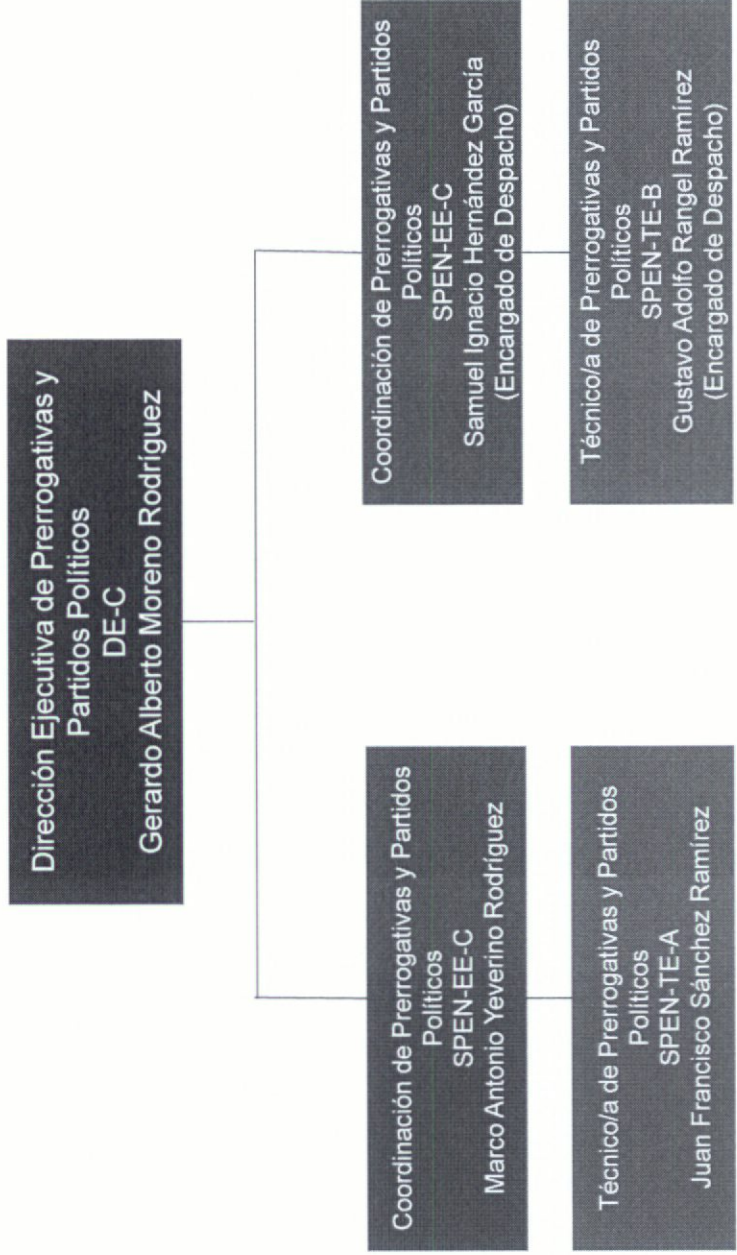 Dirección Ejecutiva de Prerrogativas y
Partidos Políticos
DE-C
Gerardo Alberto Moreno Rodríguez
Coordinación de Prerrogativas y Partidos
Políticos
SPEN-EE-C
Marco Antonio Yeverino Rodríguez
Técnico/a de Prerrogativas y Partidos
Políticos
SPEN-TE-A
Juan Francisco Sánchez Ramírez
Coordinación de Prerrogativas y Partidos
Políticos
SPEN-EE-C
Samuel Ignacio Hernández García
(Encargado de Despacho)
Técnico/a de Prerrogativas y Partidos
Políticos
SPEN-TE-B
Gustavo Adolfo Rangel Ramírez
(Encargado de Despacho)